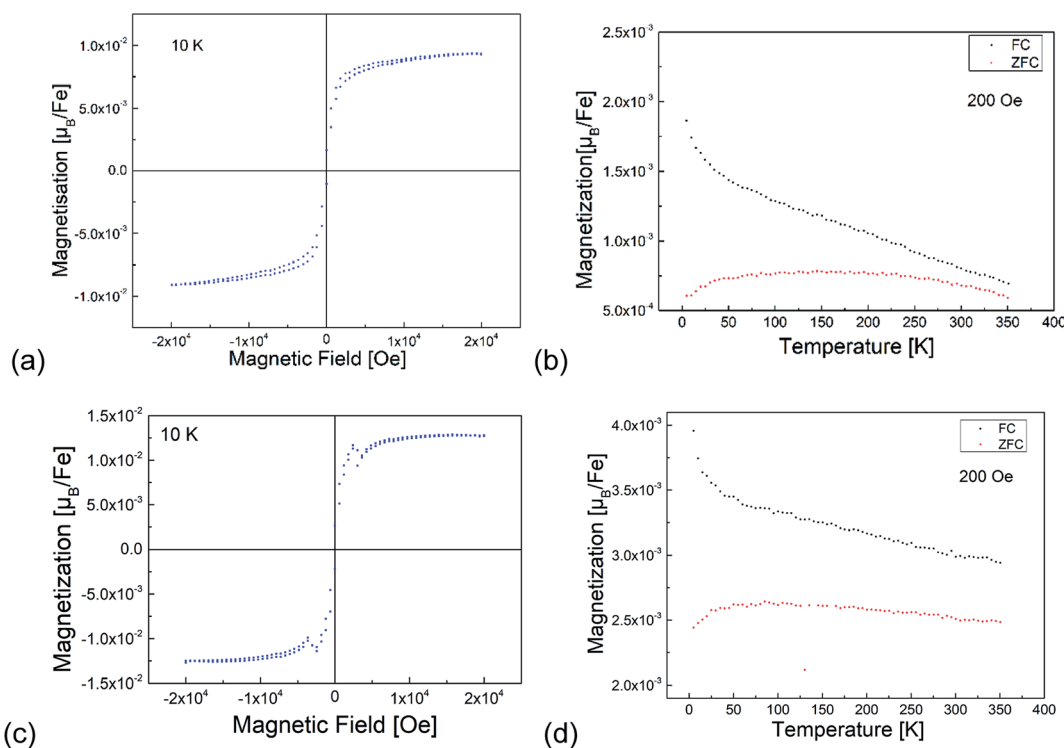 10 K
1.0x10⁻²
5.0x10⁻³
0.0
-5.0x10⁻³
-1.0x10⁻²
Magnetisation [μB/Fe]
-2x10⁴ -1x10⁴ 0 1x10⁴ 2x10⁴
Magnetic Field [Oe]
(a)
FC
ZFC
200 Oe
2.5x10⁻³
2.0x10⁻³
1.5x10⁻³
1.0x10⁻³
5.0x10⁻⁴
Magnetization[μB/Fe]
0 50 100 150 200 250 300 350 400
Temperature [K]
(b)
10 K
1.5x10⁻²
1.0x10⁻²
5.0x10⁻³
0.0
-5.0x10⁻³
-1.0x10⁻²
-1.5x10⁻²
Magnetization [μB/Fe]
-2x10⁴ -1x10⁴ 0 1x10⁴ 2x10⁴
Magnetic Field [Oe]
(c)
FC
ZFC
200 Oe
4.0x10⁻³
3.5x10⁻³
3.0x10⁻³
2.5x10⁻³
2.0x10⁻³
Magnetization [μB/Fe]
0 50 100 150 200 250 300 350 400
Temperature [K]
(d)